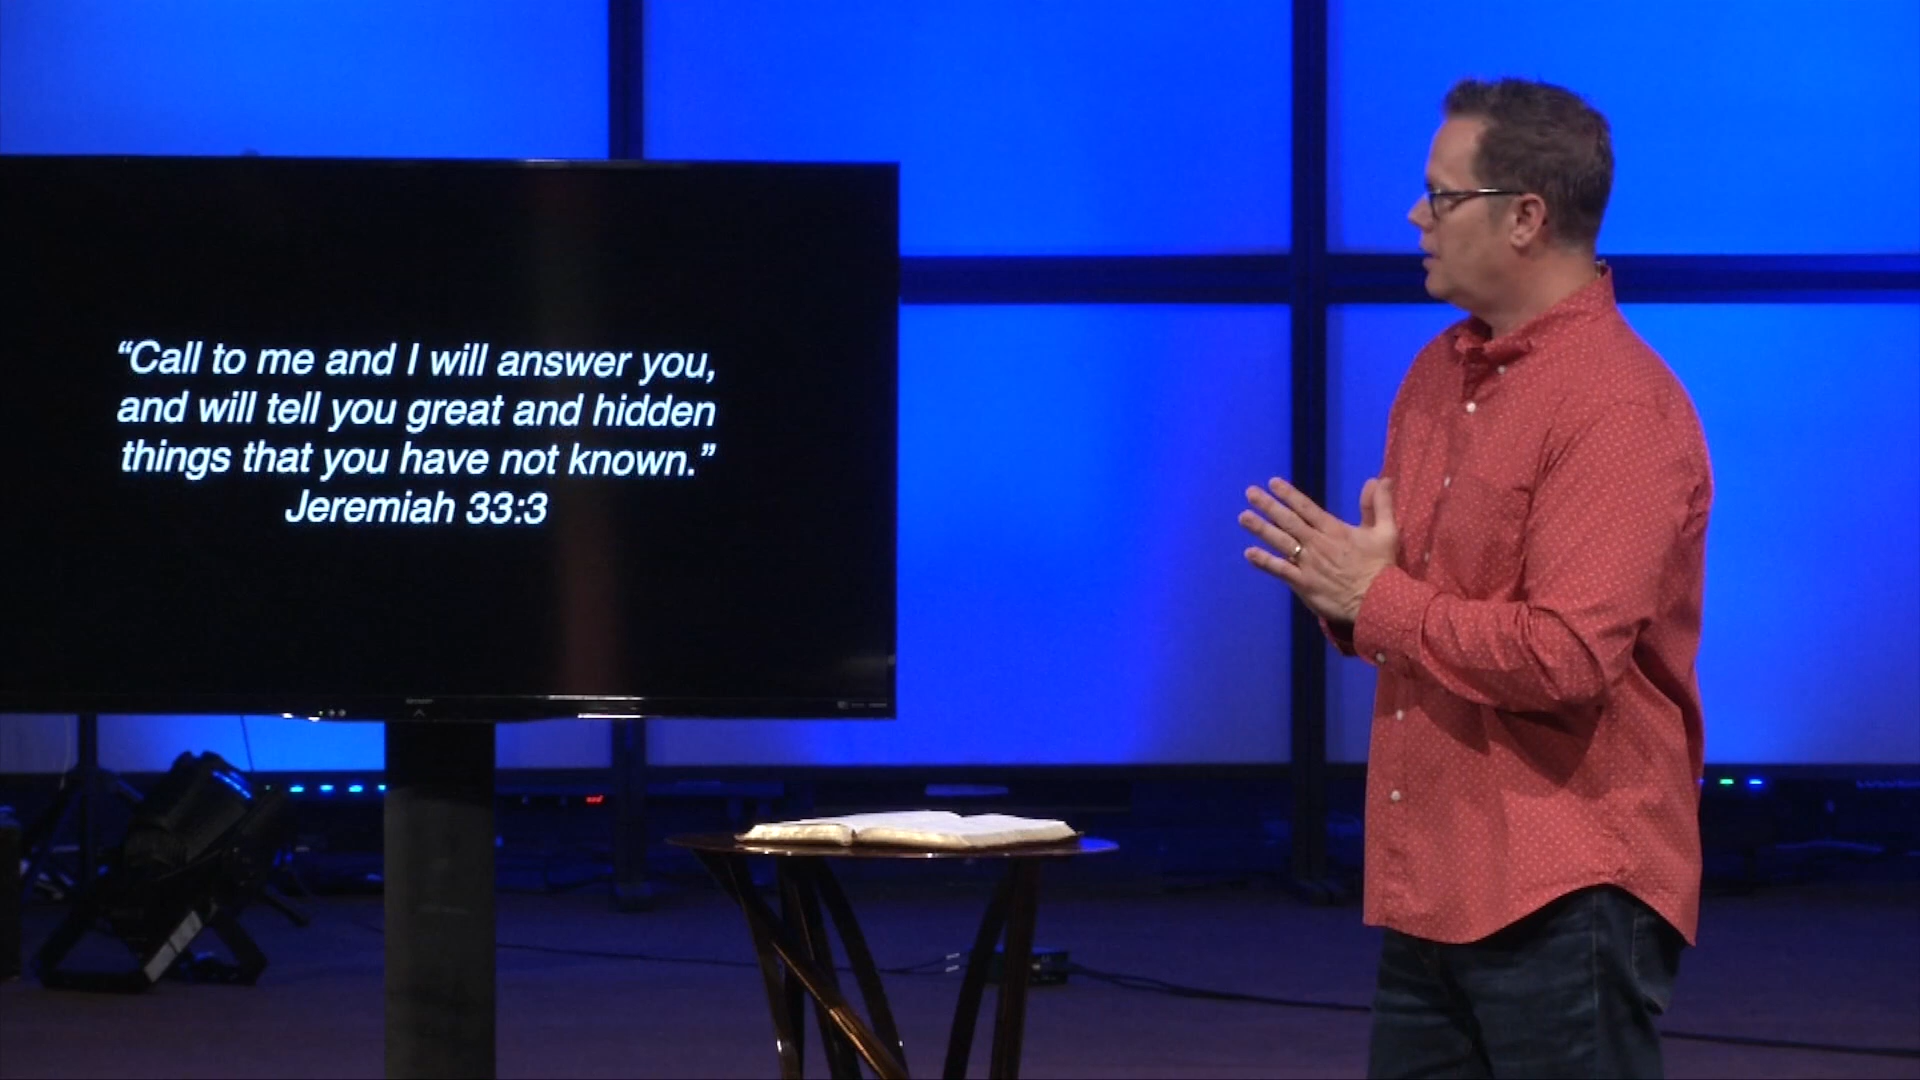 “Call to me and I will answer you,
and will tell you great and hidden
things that you have not known.”
Jeremiah 33:3